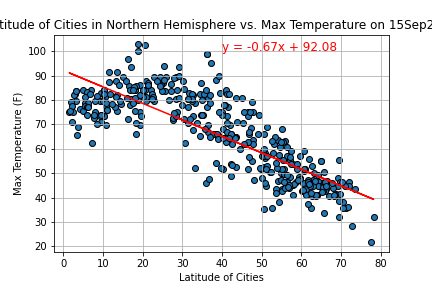 titude of Cities in Northern Hemisphere vs. Max Temperature on 15Sep2
y = -0.67x + 92.08
100
90
80
70
60
50
40
30
20
Max Temperature (F)
0 10 20 30 40 50 60 70 80
Latitude of Cities